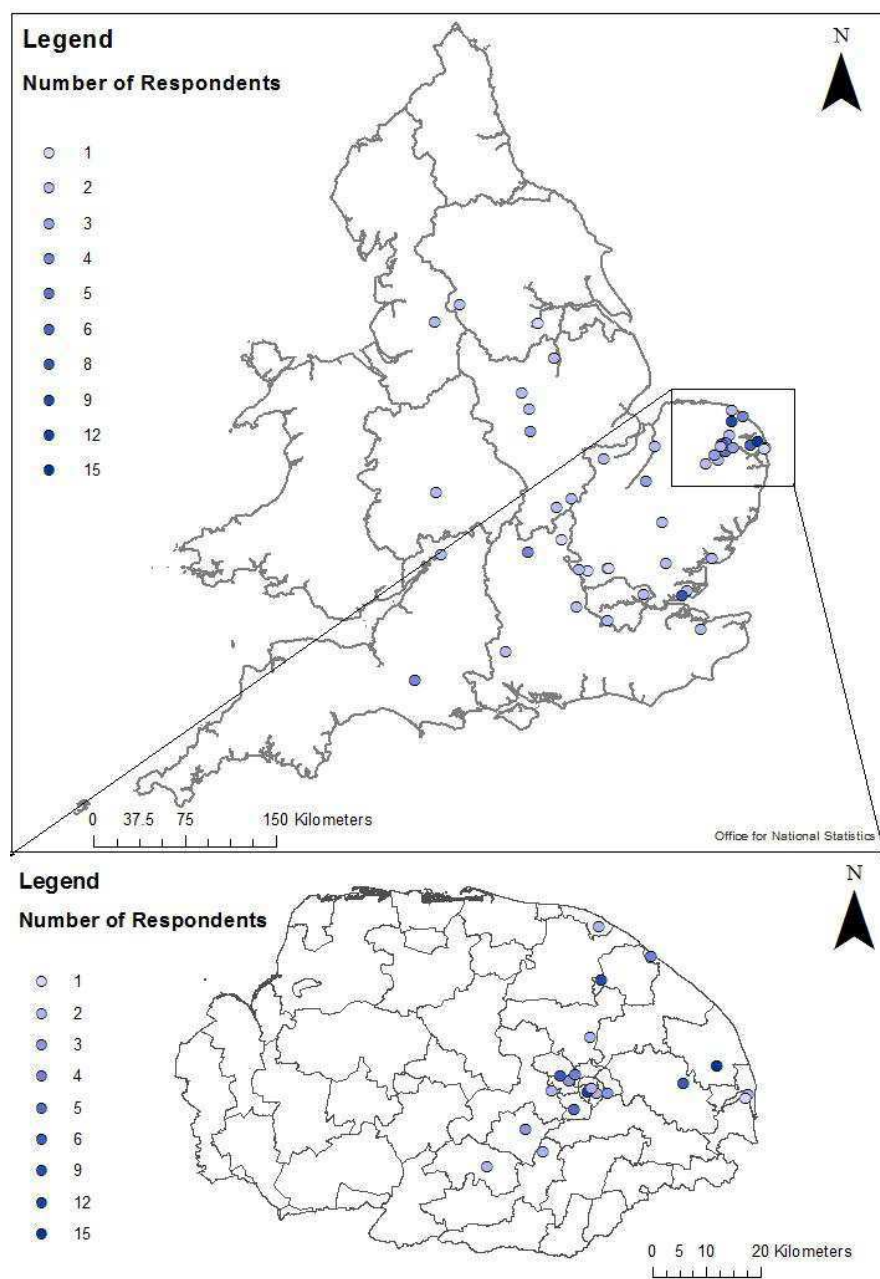 Legend
N
Number of Respondents
1
2
3
4
5
6
8
9
12
15
0 37.5 75 150 Kilometers
Office for National Statistics
Legend
N
Number of Respondents
1
2
3
4
5
6
9
12
15
0 5 10 20 Kilometers